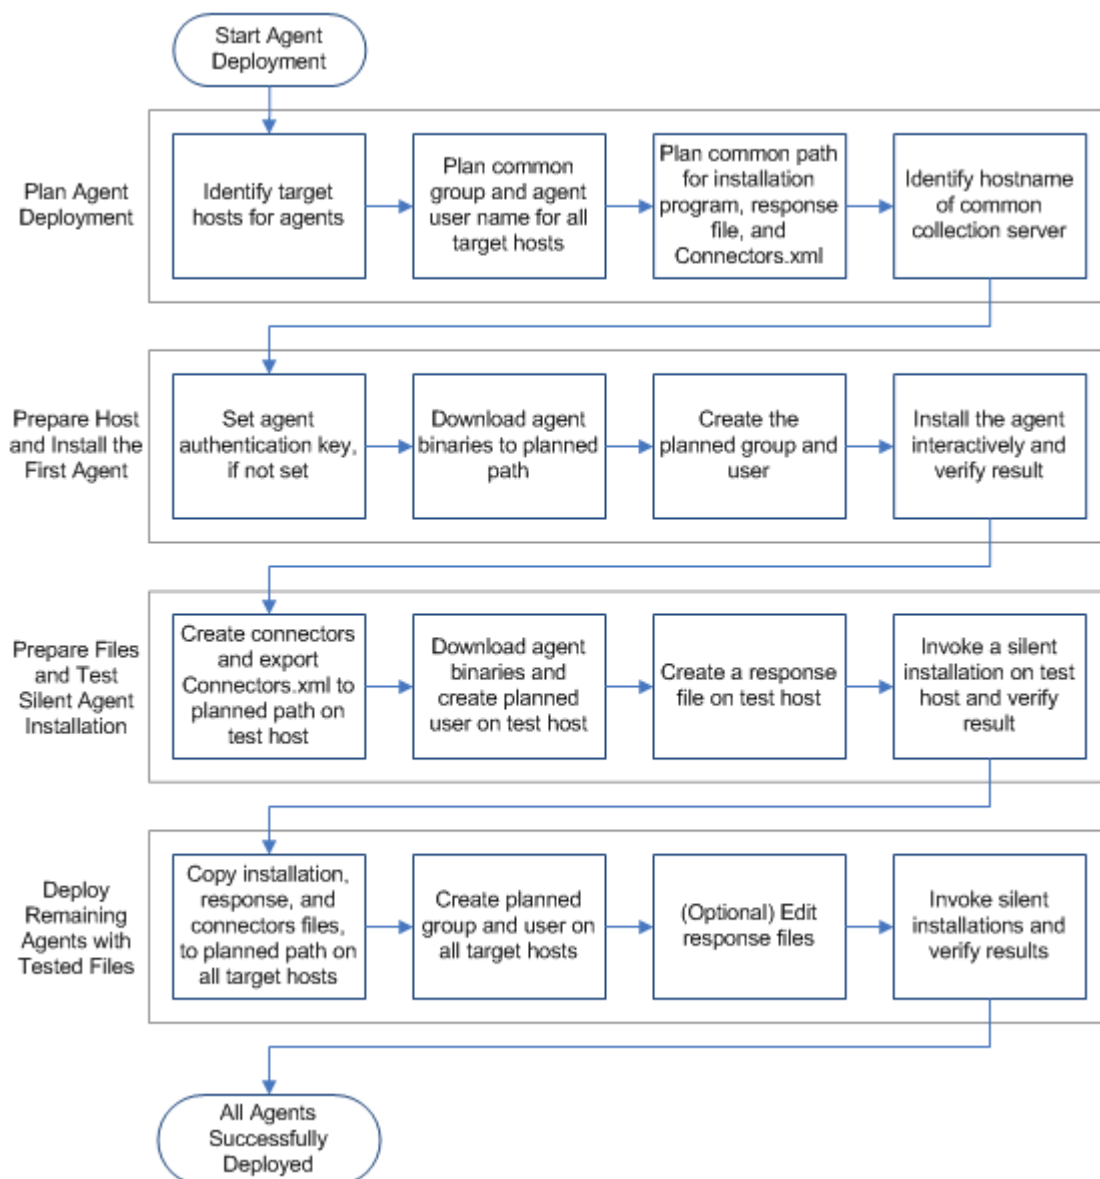 Start Agent
Deployment
Plan Agent
Deployment
Identify target
hosts for agents
Plan common
group and agent
user name for all
target hosts
Plan common path
for installation
program, response
file, and
Connectors.xml
Identify hostname
of common
collection server
Prepare Host
and Install the
First Agent
Set agent
authentication key,
if not set
Download agent
binaries to planned
path
Create the
planned group and
user
Install the agent
interactively and
verify result
Prepare Files
and Test
Silent Agent
Installation
Create connectors
and export
Connectors.xml to
planned path on
test host
Download agent
binaries and
create planned
user on test host
Create a response
file on test host
Invoke a silent
installation on test
host and verify
result
Deploy
Remaining
Agents with
Tested Files
Copy installation,
response, and
connectors files,
to planned path on
all target hosts
Create planned
group and user on
all target hosts
(Optional) Edit
response files
Invoke silent
installations and
verify results
All Agents
Successfully
Deployed